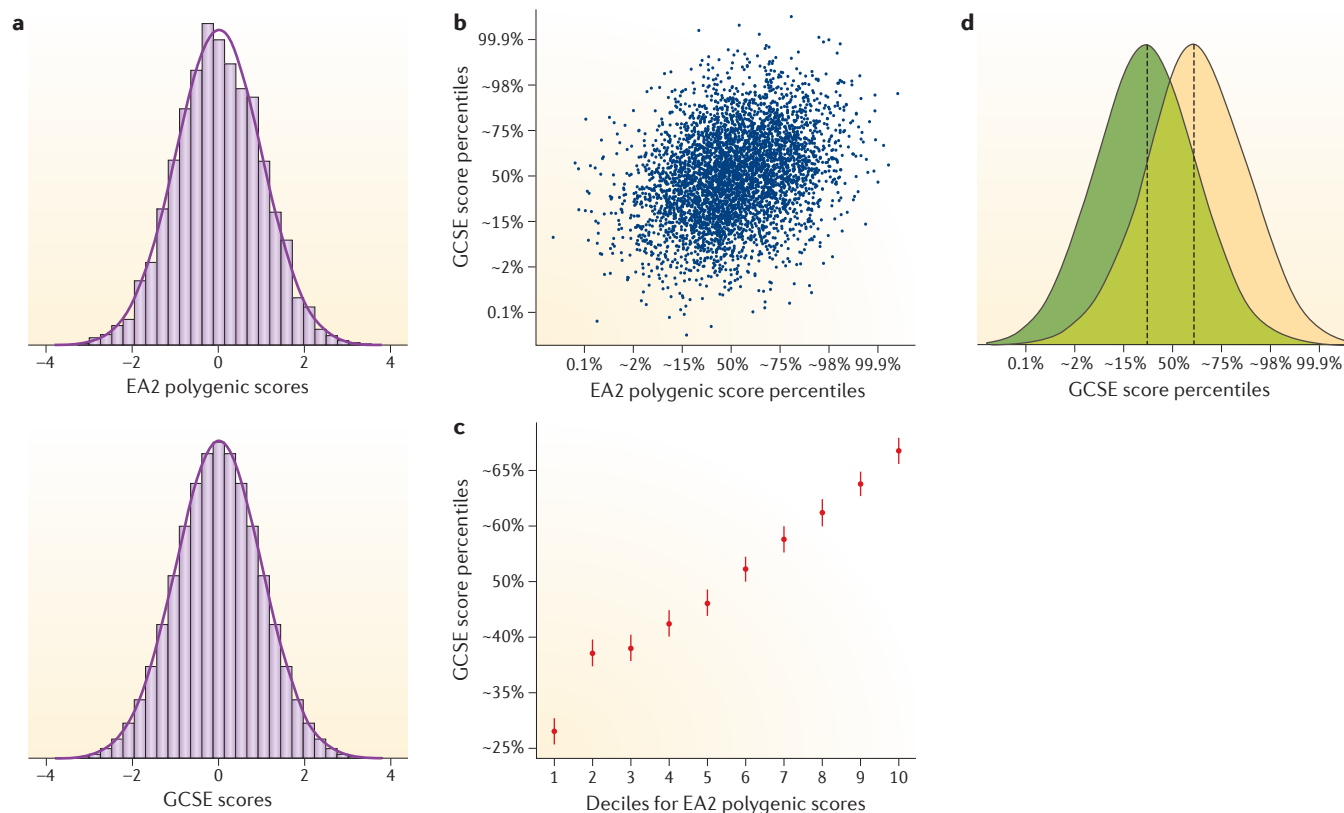 a
−4 −2 0 2 4
EA2 polygenic scores
−4 −2 0 2 4
GCSE scores
b
GCSE score percentiles
99.9%
~98%
~75%
50%
~15%
~2%
0.1%
0.1% ~2% ~15% 50% ~75% ~98% 99.9%
EA2 polygenic score percentiles
c
GCSE score percentiles
~65%
~60%
50%
~40%
~35%
~25%
1 2 3 4 5 6 7 8 9 10
Deciles for EA2 polygenic scores
d
0.1% ~2% ~15% 50% ~75% ~98% 99.9%
GCSE score percentiles